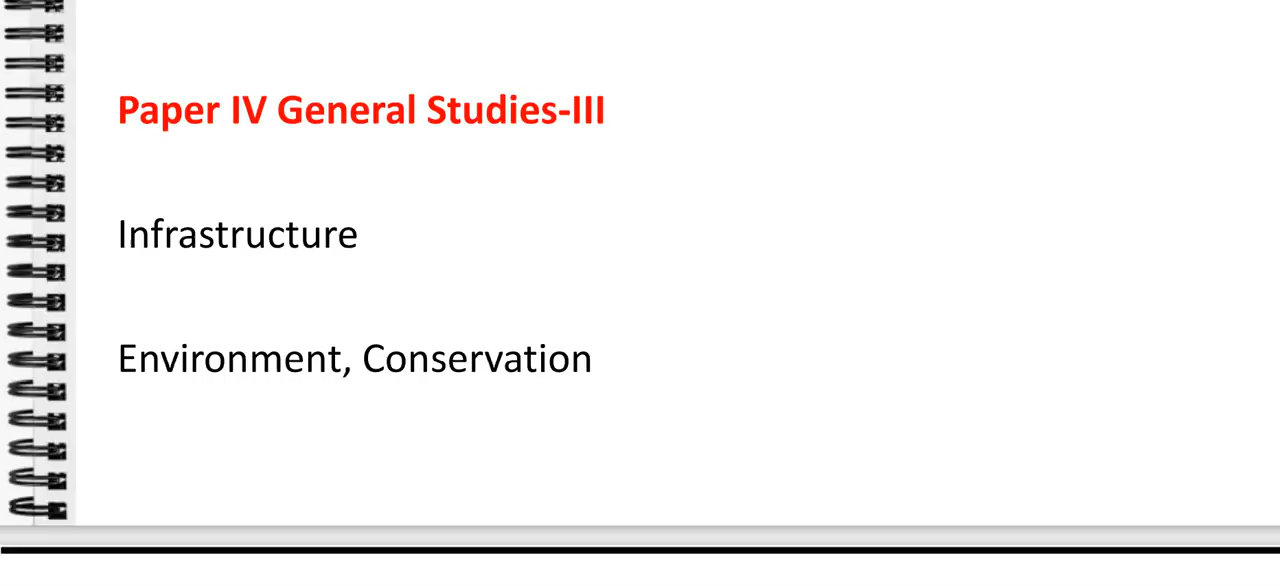 Paper IV General Studies-III
Infrastructure
Environment, Conservation